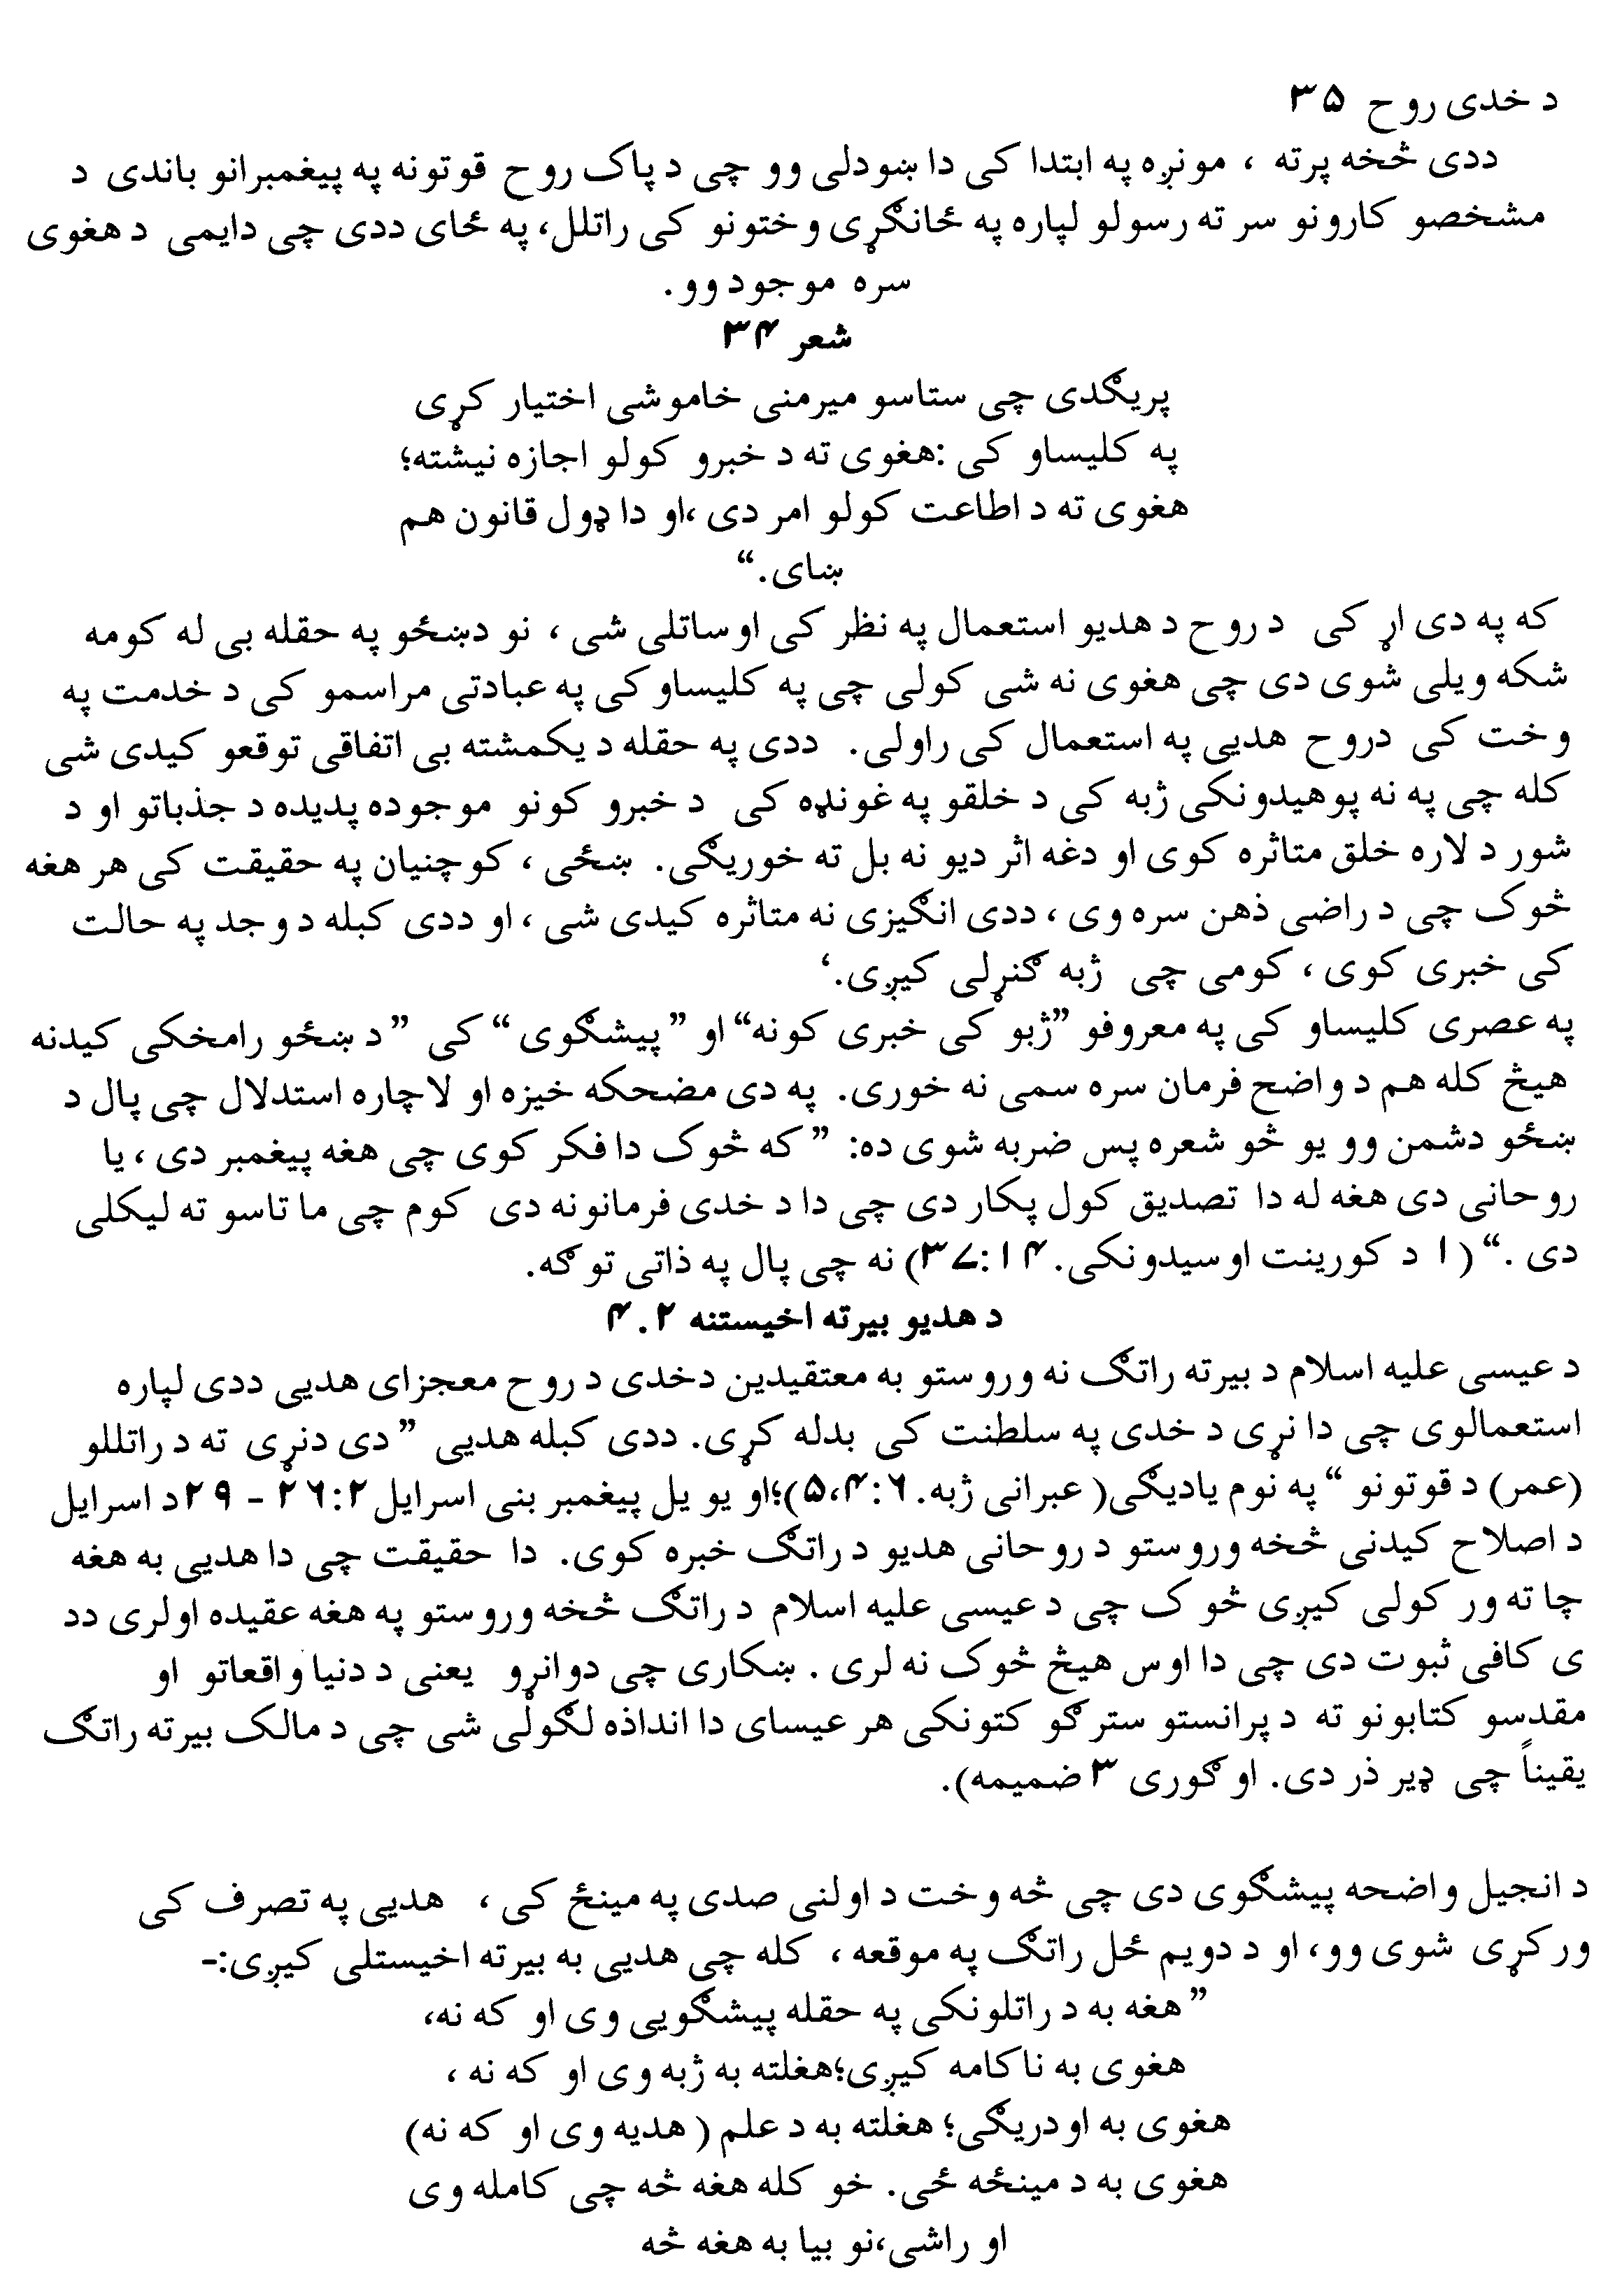 د خدی روح ۳۵
ددی څخه پرته ، مونږه په ابتدا کی دا ښودلی وو چی د پاک روح قوتونه په پیغمبرانو باندی د
مشخصو کارونو سر ته رسولو لپاره په ځانګړی وختونو کی راتلل، په ځای ددی چی دایمی د هغوی
سره موجود وو.
شعر ۳۴
پریګدی چی ستاسو میرمنی خاموشی اختیار کړی
په کلیساو کی :هغوی ته د خبرو کولو اجازه نیشته؛
هغوی ته د اطاعت کولو امر دی ،او دا ډول قانون هم
ښای.“
که په دی اړ کی د روح د هدیو استعمال په نظر کی اوساتلی شی ، نو دښځو په حقله بی له کومه
شکه ویلی شوی دی چی هغوی نه شی کولی چی په کلیساو کی په عبادتی مراسمو کی د خدمت په
وخت کی دروح هدیی په استعمال کی راولی. ددی په حقله د یکمشته بی اتفاقی توقعو کیدی شی
کله چی په نه پوهیدونکی ژبه کی د خلقو په غونډه کی د خبرو کونو موجوده پدیده د جذباتو او د
شور د لاره خلق متاثره کوی او دغه اثر دیو نه بل ته خوریګی. ښځی ، کوچنیان په حقیقت کی هر هغه
څوک چی د راضی ذهن سره وی ، ددی انګیزی نه متاثره کیدی شی ، او ددی کبله د وجد په حالت
کی خبری کوی ، کومی چی ژبه ګنړلی کیږی.‘
په عصری کلیساو کی په معروفو ”ژبو کی خبری کونه“ او ” پیشګوی “ کی ” د ښځو رامخکی کیدنه
هیڅ کله هم د واضح فرمان سره سمی نه خوری. په دی مضحکه خیزه او لاچاره استدلال چی پال د
ښځو دشمن وو یو څو شعره پس ضربه شوی ده: ” که څوک دا فکر کوی چی هغه پیغمبر دی ، یا
روحانی دی هغه له دا تصدیق کول پکار دی چی دا د خدی فرمانونه دی کوم چی ما تاسو ته لیکلی
دی .“ (۱ د کورینت اوسیدونکی.۳۷:۱۴) نه چی پال په ذاتی توګه.
د هدیو بیرته اخیستنه ۴.۲
د عیسی علیه اسلام د بیرته راتګ نه وروستو به معتقیدین دخدی د روح معجزای هدیی ددی لپاره
استعمالوی چی دا نړی د خدی په سلطنت کی بدله کړی. ددی کبله هدیی ” دی دنړی ته د راتللو
(عمر) د قوتونو “ په نوم یادیګی( عبرانی ژبه.۵،۴:۶)؛او یو یل پیغمبر بنی اسرایل ۲۶:۲ - ۲۹د اسرایل
د اصلاح کیدنی څخه وروستو د روحانی هدیو د راتګ خبره کوی. دا حقیقت چی دا هدیی به هغه
چا ته ور کولی کیږی څو ک چی د عیسی علیه اسلام د راتګ څخه وروستو په هغه عقیده اولری دد
ی کافی ثبوت دی چی دا اوس هیڅ څوک نه لری . ښکاری چی دوانړو یعنی د دنیا واقعاتو او
مقدسو کتابونو ته د پرانستو سترګو کتونکی هر عیسای دا انداذه لګولی شی چی د مالک بیرته راتګ
یقیناً چی ډیر ذر دی. او ګوری ۳ ضمیمه).
د انجیل واضحه پیشګوی دی چی څه وخت د اولنی صدی په مینځ کی ، هدیی په تصرف کی
ور کړی شوی وو، او د دویم ځل راتګ په موقعه ، کله چی هدیی به بیرته اخیستلی کیږی:-
” هغه به د راتلونکی په حقله پیشګویی وی او که نه،
هغوی به ناکامه کیږی؛هغلته به ژبه وی او که نه ،
هغوی به اودریګی؛ هغلته به د علم ( هدیه وی او که نه)
هغوی به د مینځه ځی. خو کله هغه څه چی کامله وی
او راشی،نو بیا به هغه څه